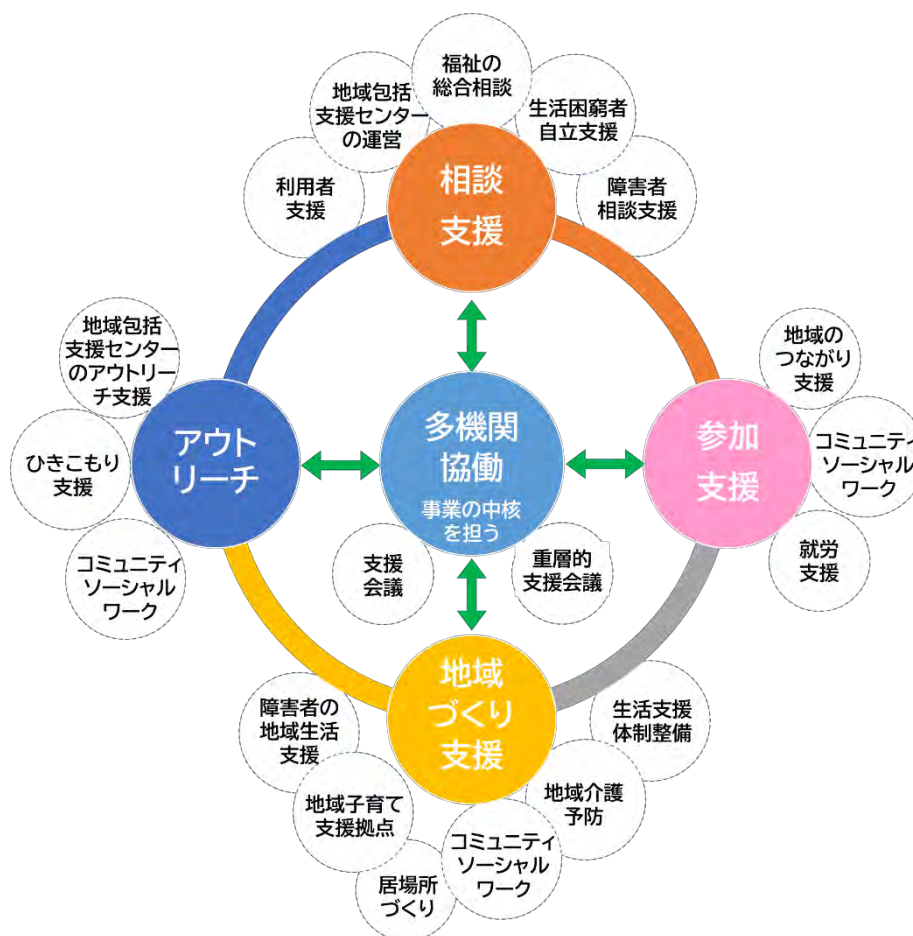 福祉の
総合相談
地域包括
支援センター
の運営
生活困窮者
自立支援
利用者
支援
障害者
相談支援
相談
支援
地域包括
支援センター
のアウトリー
チ支援
ひきこもり
支援
コミュニティ
ソーシャル
ワーク
アウト
リーチ
多機関
協働
事業の中核
を担う
支援
会議
重層的
支援会議
参加
支援
地域の
つながり
支援
コミュニティ
ソーシャル
ワーク
就労
支援
地域
づくり
支援
障害者の
地域生活
支援
地域子育て
支援拠点
居場所
づくり
コミュニティ
ソーシャル
ワーク
地域介護
予防
生活支援
体制整備